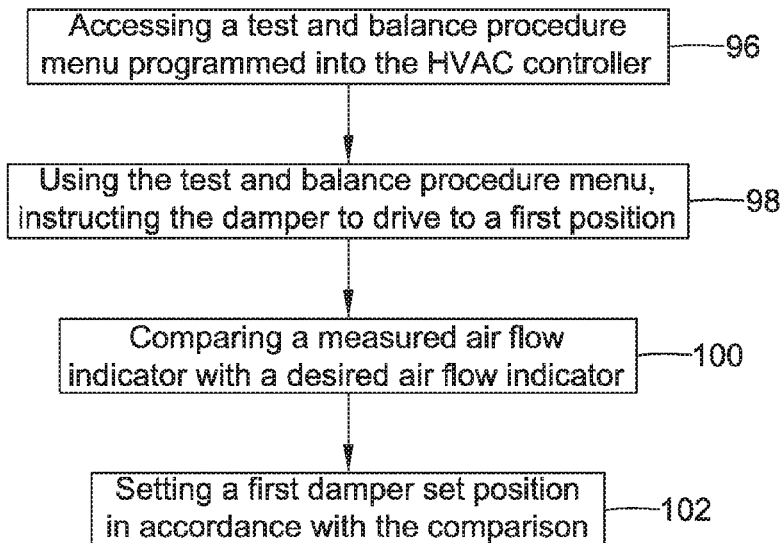 Accessing a test and balance procedure
menu programmed into the HVAC controller
96
Using the test and balance procedure menu,
instructing the damper to drive to a first position
98
Comparing a measured air flow
indicator with a desired air flow indicator
100
Setting a first damper set position
in accordance with the comparison
102